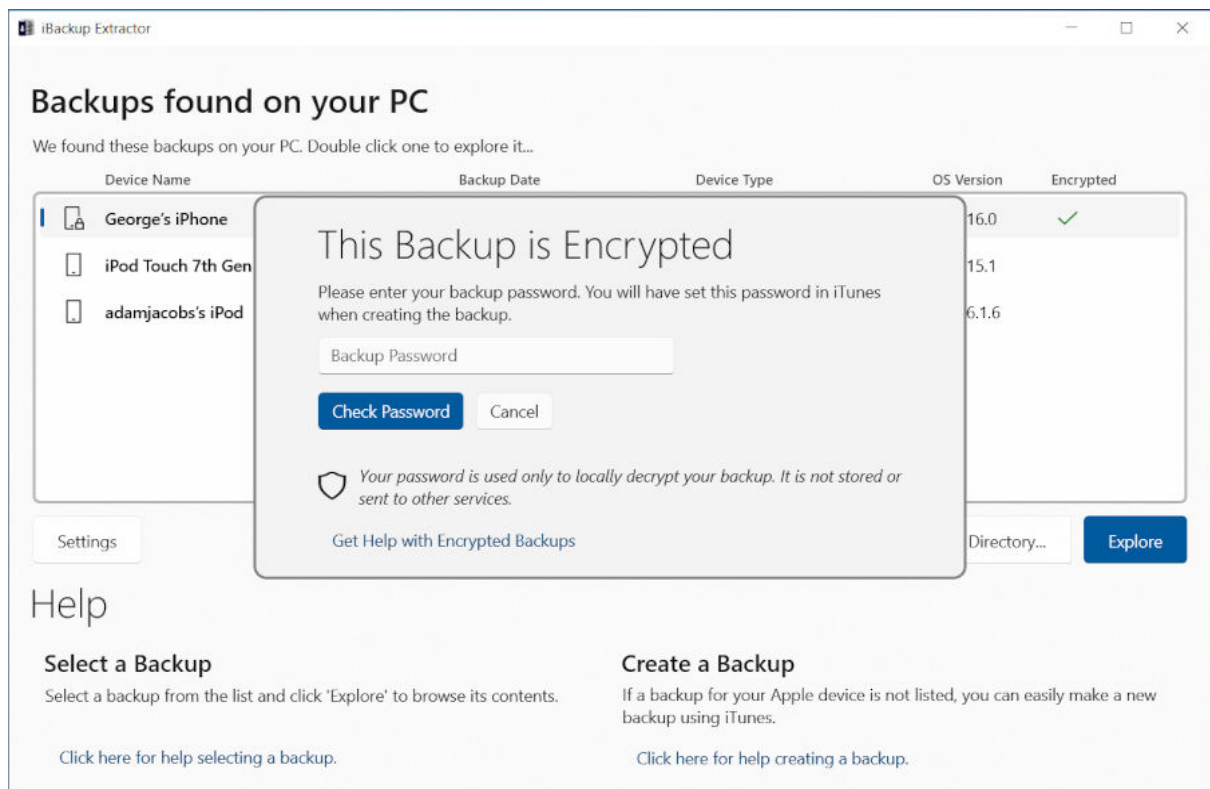 iBackup Extractor
Backups found on your PC
We found these backups on your PC. Double click one to explore it...
Device Name Backup Date Device Type OS Version Encrypted
George's iPhone 16.0
iPod Touch 7th Gen 15.1
adamjacobs's iPod 6.1.6
This Backup is Encrypted
Please enter your backup password. You will have set this password in iTunes
when creating the backup.
Backup Password
Check Password Cancel
Your password is used only to locally decrypt your backup. It is not stored or
sent to other services.
Get Help with Encrypted Backups
Settings Directory... Explore
Help
Select a Backup
Select a backup from the list and click 'Explore' to browse its contents.
Click here for help selecting a backup.
Create a Backup
If a backup for your Apple device is not listed, you can easily make a new
backup using iTunes.
Click here for help creating a backup.